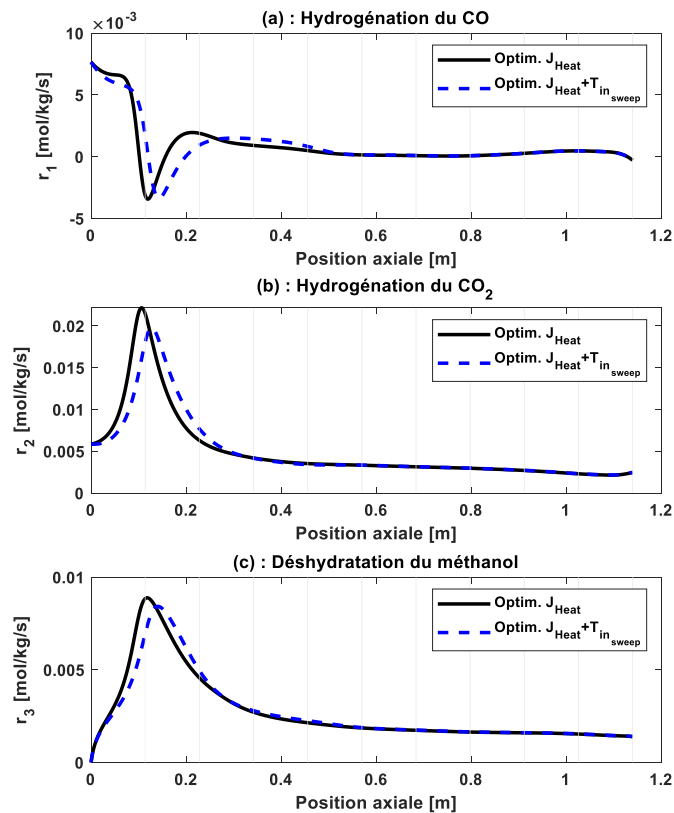 (a) : Hydrogénation du CO
×10^-3
10
5
0
-5
r_1 [mol/kg/s]
Optim. J_Heat
Optim. J_Heat+T_in_sweep
0 0.2 0.4 0.6 0.8 1 1.2
Position axiale [m]
(b) : Hydrogénation du CO_2
0.02
0.015
0.01
0.005
0
r_2 [mol/kg/s]
Optim. J_Heat
Optim. J_Heat+T_in_sweep
0 0.2 0.4 0.6 0.8 1 1.2
Position axiale [m]
(c) : Déshydratation du méthanol
0.01
0.005
0
r_3 [mol/kg/s]
Optim. J_Heat
Optim. J_Heat+T_in_sweep
0 0.2 0.4 0.6 0.8 1 1.2
Position axiale [m]